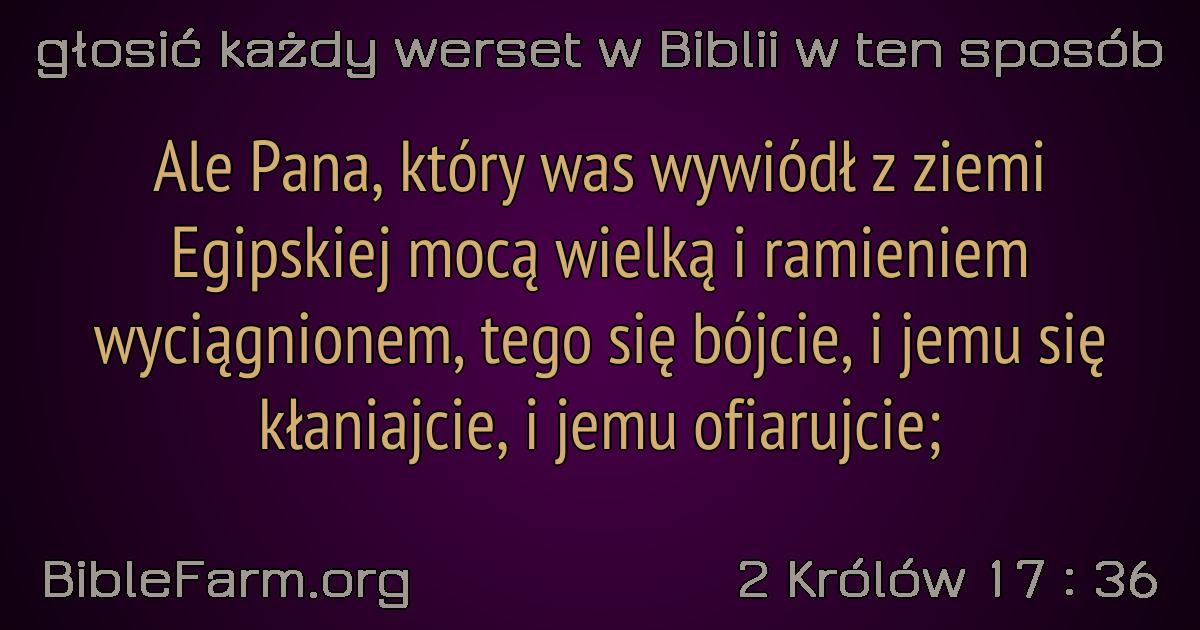 głosić każdy werset w Biblii w ten sposób
Ale Pana, który was wywiódł z ziemi
Egipskiej mocą wielką i ramieniem
wyciągnionem, tego się bójcie, i jemu się
kłaniajcie, i jemu ofiarujcie;
BibleFarm.org
2 Królów 17 : 36